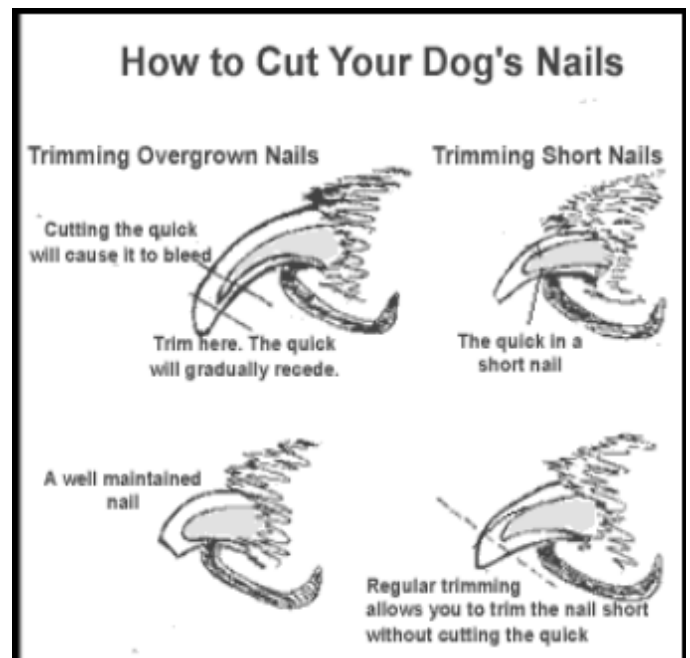 How to Cut Your Dog's Nails
Trimming Overgrown Nails
Cutting the quick
will cause it to bleed
Trim here. The quick
will gradually recede.
Trimming Short Nails
The quick in a
short nail
A well maintained
nail
Regular trimming
allows you to trim the nail short
without cutting the quick